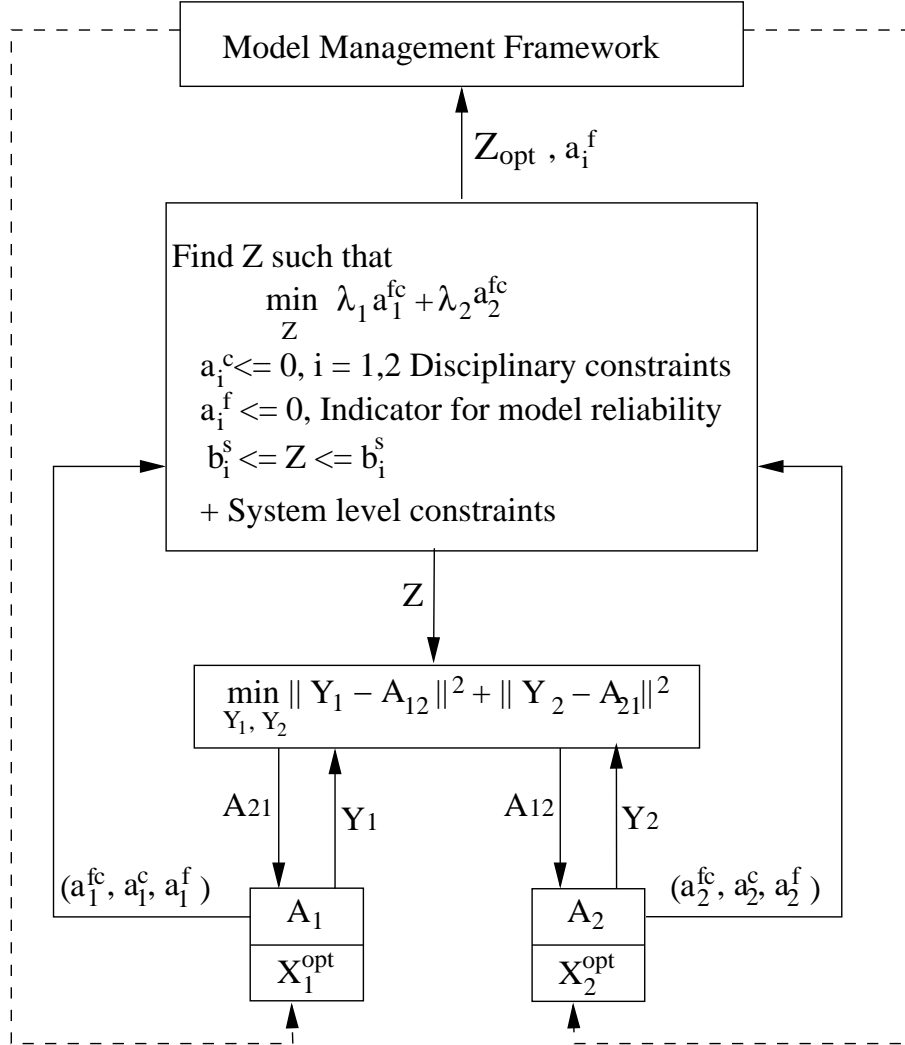 Model Management Framework
Z_opt , a_i^f
Find Z such that
min_Z λ_1 a_1^fc + λ_2 a_2^fc
a_i^c <= 0, i = 1,2 Disciplinary constraints
a_i^f <= 0, Indicator for model reliability
b_i^s <= Z <= b_i^s
+ System level constraints
Z
min_{Y_1, Y_2} || Y_1 − A_12 ||^2 + || Y_2 − A_21 ||^2
A21 Y1 A12 Y2
(a_1^fc, a_1^c, a_1^f ) (a_2^fc, a_2^c, a_2^f )
A_1 A_2
X_1^opt X_2^opt